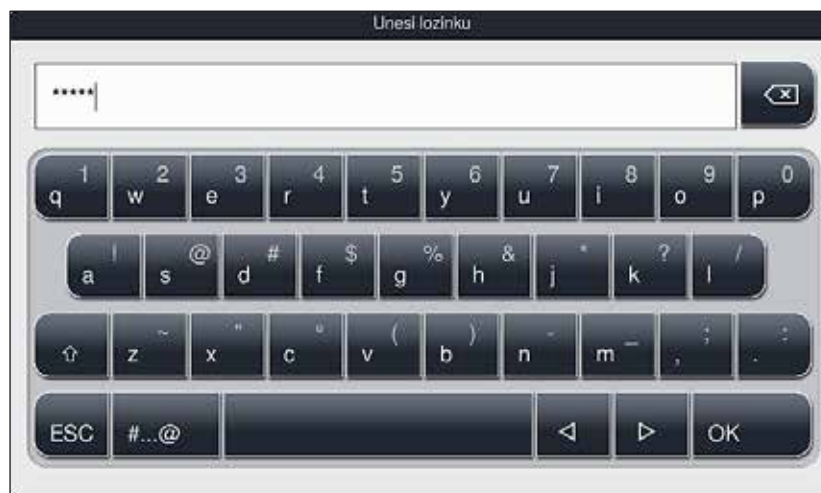 Unesi lozinku
*****
1 2 3 4 5 6 7 8 9 0
q w e r t y u i o p
! @ # $ % & * ? /
a s d f g h j k l
~ " º ( ) - _ ; :
z x c v b n m , .
ESC #...@ OK